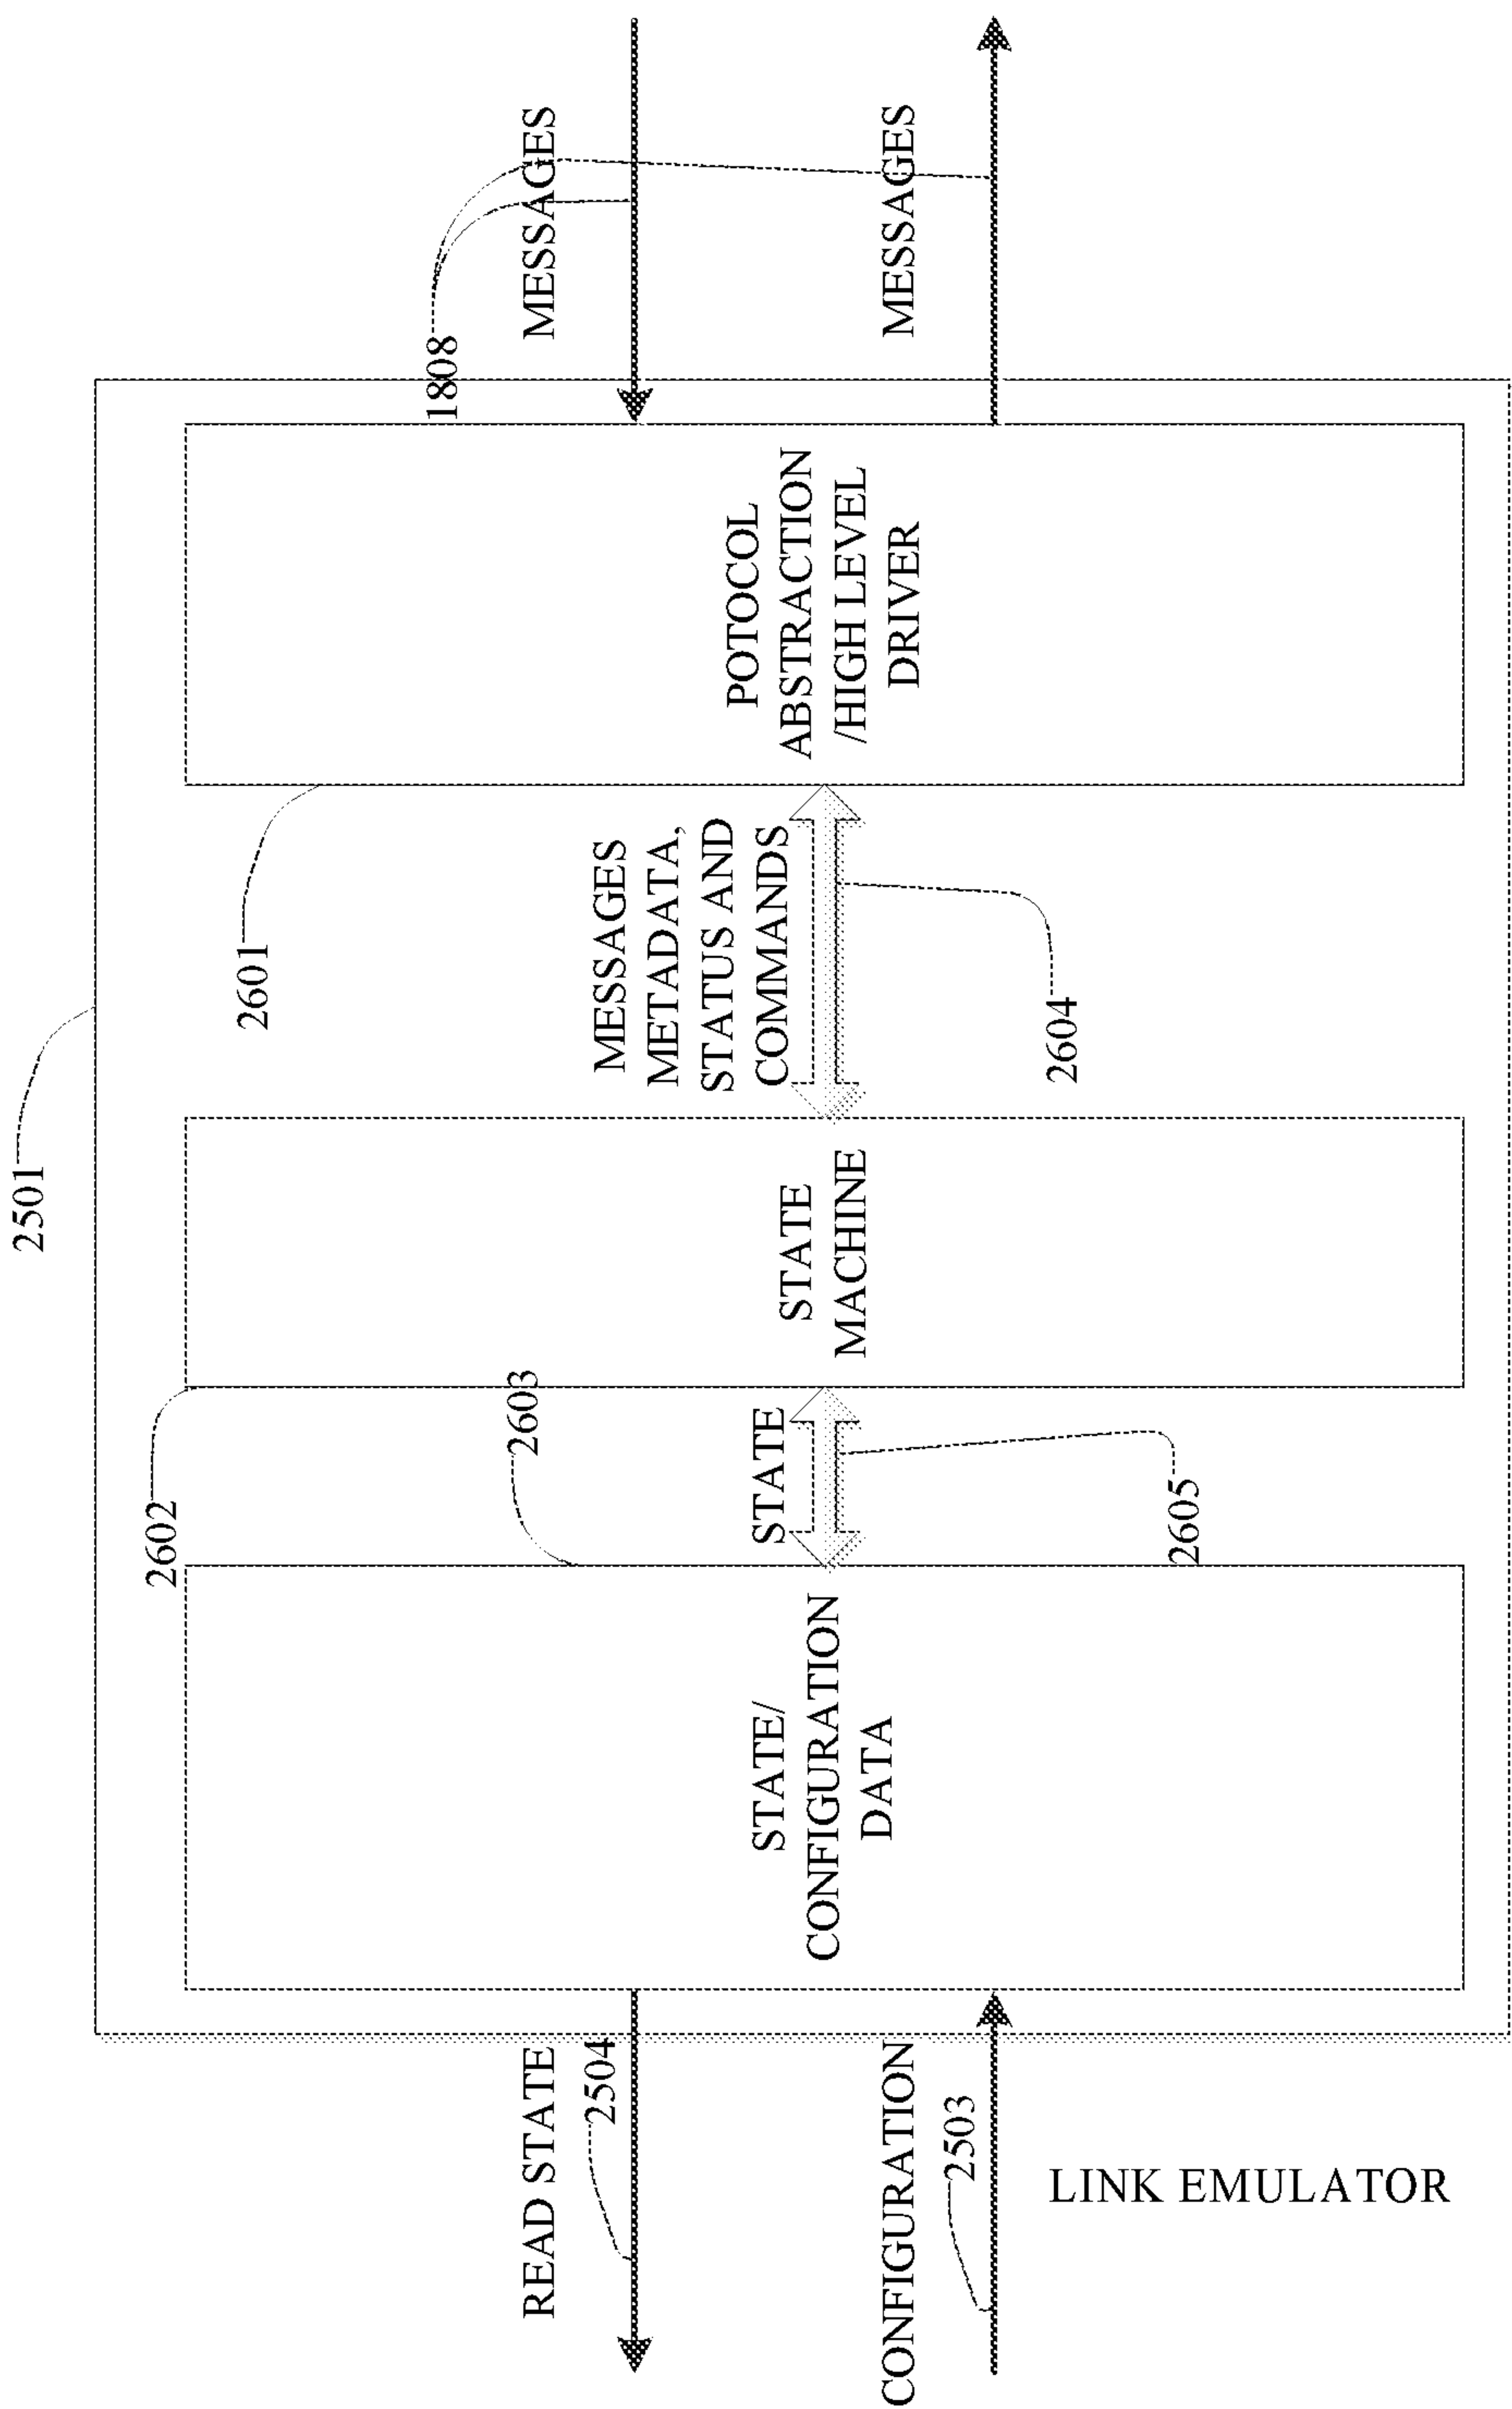 2501
2602
2603
2601
1808
READ STATE
2504
STATE/
CONFIGURATION
DATA
STATE
STATE
MACHINE
MESSAGES
METADATA,
STATUS AND
COMMANDS
POTOCOL
ABSTRACTION
/HIGH LEVEL
DRIVER
MESSAGES
MESSAGES
CONFIGURATION
2503
2605
2604
LINK EMULATOR